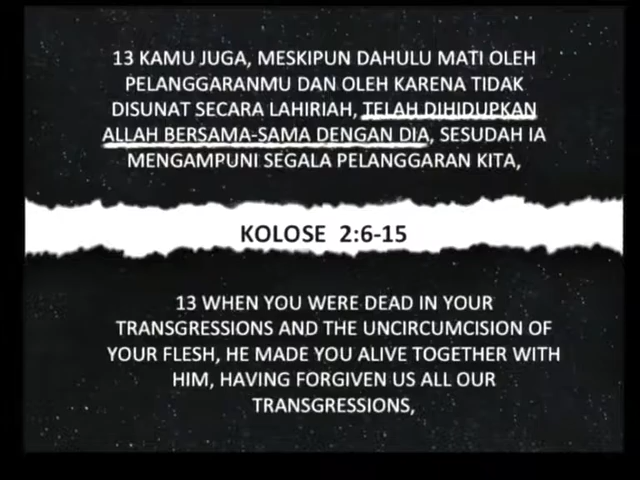 13 KAMU JUGA, MESKIPUN DAHULU MATI OLEH
PELANGGARANMU DAN OLEH KARENA TIDAK
DISUNAT SECARA LAHIRIAH, TELAH DIHIDUPKAN
ALLAH BERSAMA-SAMA DENGAN DIA, SESUDAH IA
MENGAMPUNI SEGALA PELANGGARAN KITA,
KOLOSE 2:6-15
13 WHEN YOU WERE DEAD IN YOUR
TRANSGRESSIONS AND THE UNCIRCUMCISION OF
YOUR FLESH, HE MADE YOU ALIVE TOGETHER WITH
HIM, HAVING FORGIVEN US ALL OUR
TRANSGRESSIONS,